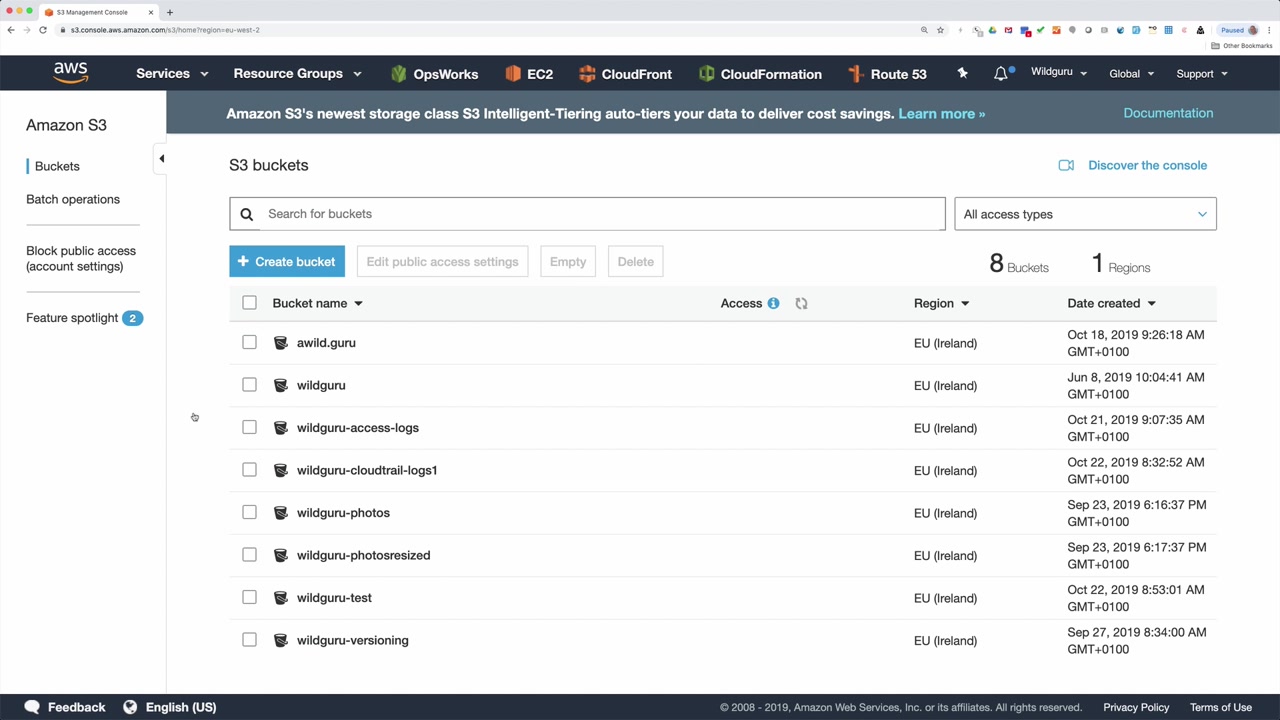 S3 Management Console
s3.console.aws.amazon.com/s3/home?region=eu-west-2
Paused
Other Bookmarks
aws
Services
Resource Groups
OpsWorks
EC2
CloudFront
CloudFormation
Route 53
Wildguru
Global
Support
Amazon S3's newest storage class S3 Intelligent-Tiering auto-tiers your data to deliver cost savings. Learn more »
Documentation
Amazon S3
Buckets
Batch operations
Block public access
(account settings)
Feature spotlight 2
S3 buckets
Discover the console
Search for buckets
All access types
+ Create bucket
Edit public access settings
Empty
Delete
8 Buckets
1 Regions
Bucket name
Access
Region
Date created
awild.guru
EU (Ireland)
Oct 18, 2019 9:26:18 AM
GMT+0100
wildguru
EU (Ireland)
Jun 8, 2019 10:04:41 AM
GMT+0100
wildguru-access-logs
EU (Ireland)
Oct 21, 2019 9:07:35 AM
GMT+0100
wildguru-cloudtrail-logs1
EU (Ireland)
Oct 22, 2019 8:32:52 AM
GMT+0100
wildguru-photos
EU (Ireland)
Sep 23, 2019 6:16:37 PM
GMT+0100
wildguru-photosresized
EU (Ireland)
Sep 23, 2019 6:17:37 PM
GMT+0100
wildguru-test
EU (Ireland)
Oct 22, 2019 8:53:01 AM
GMT+0100
wildguru-versioning
EU (Ireland)
Sep 27, 2019 8:34:00 AM
GMT+0100
Feedback
English (US)
© 2008 - 2019, Amazon Web Services, Inc. or its affiliates. All rights reserved.
Privacy Policy
Terms of Use